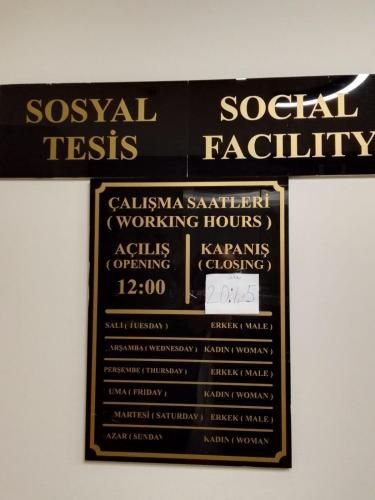 SOSYAL
TESİS
SOCIAL
FACILITY
ÇALIŞMA SAATLERİ
( WORKING HOURS )
AÇILIŞ
( OPENING
12:00
KAPANIŞ
( CLOSING )
SALI ( TUESDAY ) ERKEK ( MALE )
ARŞAMBA ( WEDNESDAY ) KADIN ( WOMAN )
PERŞEMBE ( THURSDAY ) ERKEK ( MALE )
UMA ( FRIDAY ) KADIN ( WOMAN )
MARTESİ ( SATURDAY ) ERKEK ( MALE )
AZAR ( SUNDAY KADIN ( WOMAN